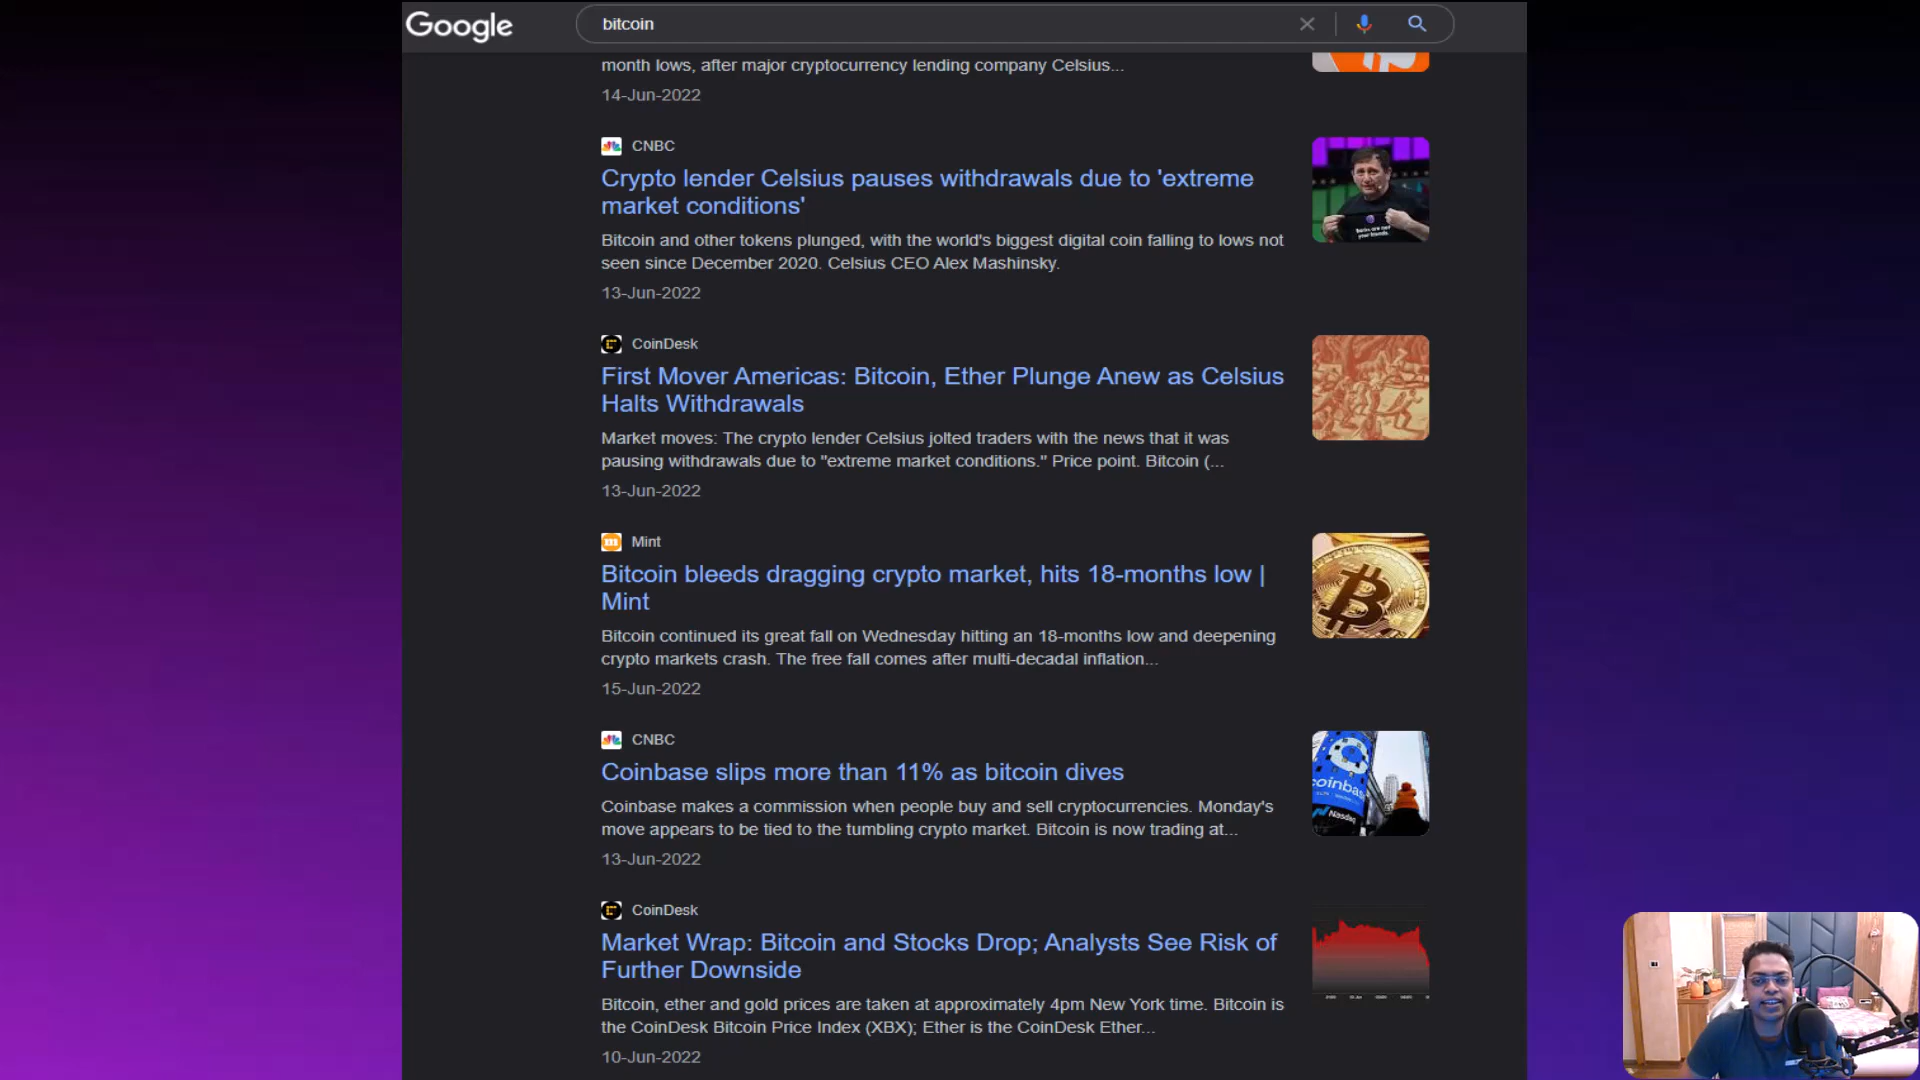 Google
bitcoin
month lows, after major cryptocurrency lending company Celsius...
14-Jun-2022
CNBC
Crypto lender Celsius pauses withdrawals due to 'extreme
market conditions'
Bitcoin and other tokens plunged, with the world's biggest digital coin falling to lows not
seen since December 2020. Celsius CEO Alex Mashinsky.
13-Jun-2022
Banks are not
your friends.
CoinDesk
First Mover Americas: Bitcoin, Ether Plunge Anew as Celsius
Halts Withdrawals
Market moves: The crypto lender Celsius jolted traders with the news that it was
pausing withdrawals due to "extreme market conditions." Price point. Bitcoin (...
13-Jun-2022
Mint
Bitcoin bleeds dragging crypto market, hits 18-months low |
Mint
Bitcoin continued its great fall on Wednesday hitting an 18-months low and deepening
crypto markets crash. The free fall comes after multi-decadal inflation...
15-Jun-2022
CNBC
Coinbase slips more than 11% as bitcoin dives
Coinbase makes a commission when people buy and sell cryptocurrencies. Monday's
move appears to be tied to the tumbling crypto market. Bitcoin is now trading at...
13-Jun-2022
coinbas
Nasdaq
CoinDesk
Market Wrap: Bitcoin and Stocks Drop; Analysts See Risk of
Further Downside
Bitcoin, ether and gold prices are taken at approximately 4pm New York time. Bitcoin is
the CoinDesk Bitcoin Price Index (XBX); Ether is the CoinDesk Ether...
10-Jun-2022